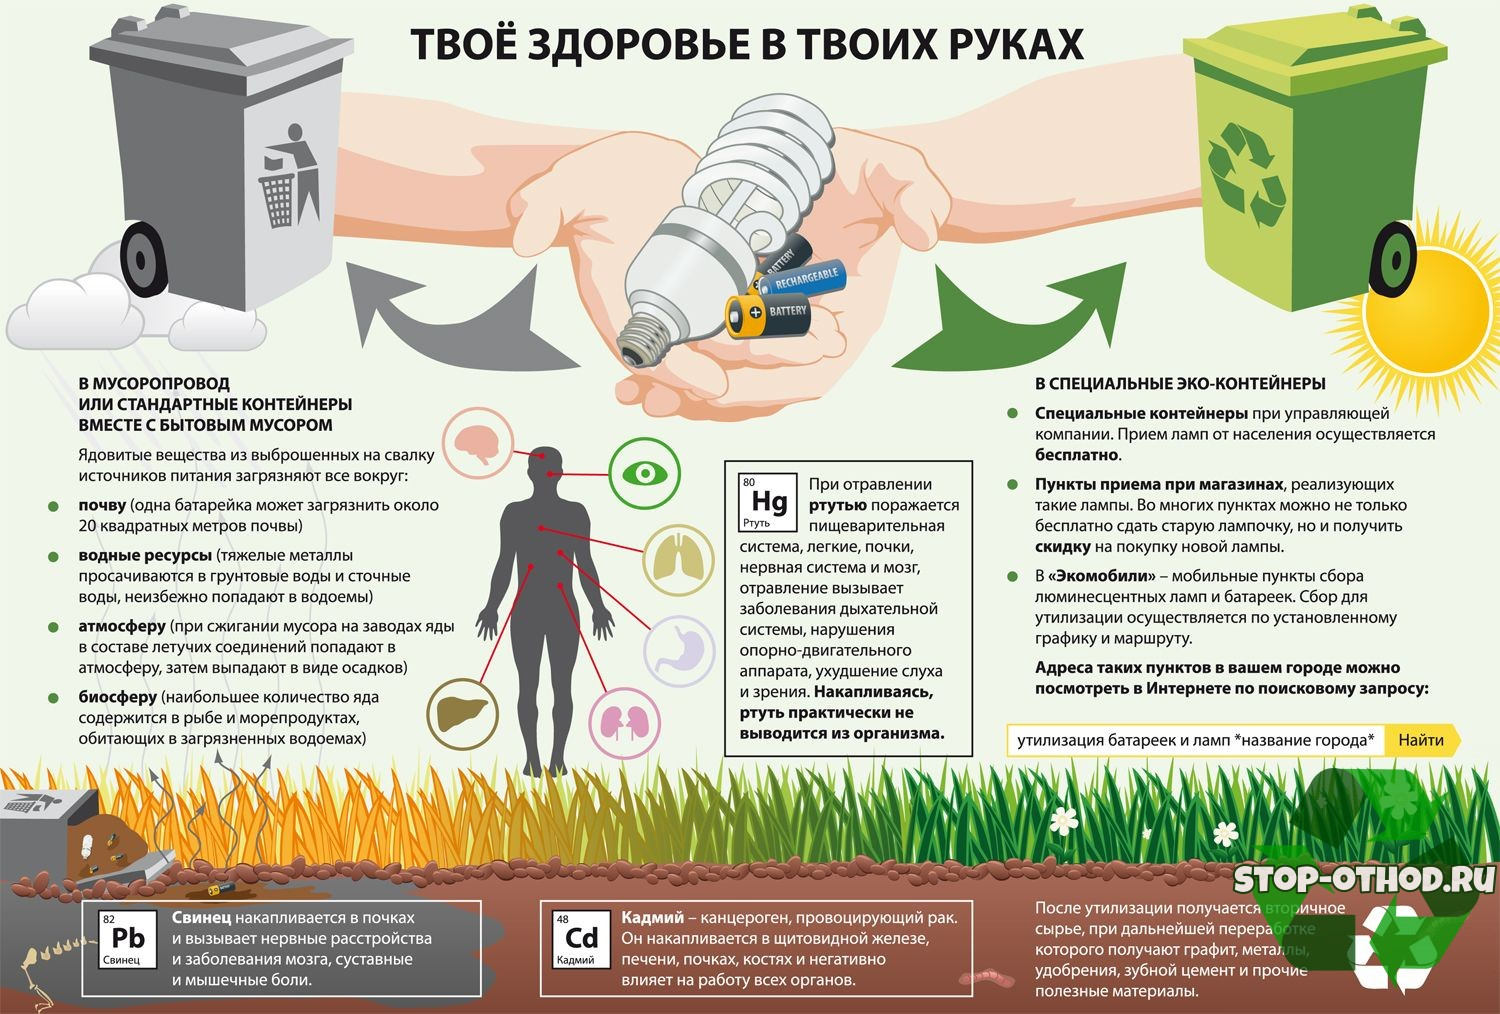 ТВОЁ ЗДОРОВЬЕ В ТВОИХ РУКАХ
BATTERY
RECHARGEABLE
BATTERY
В МУСОРОПРОВОД
ИЛИ СТАНДАРТНЫЕ КОНТЕЙНЕРЫ
ВМЕСТЕ С БЫТОВЫМ МУСОРОМ
Ядовитые вещества из выброшенных на свалку
источников питания загрязняют все вокруг:
почву (одна батарейка может загрязнить около
20 квадратных метров почвы)
водные ресурсы (тяжелые металлы
просачиваются в грунтовые воды и сточные
воды, неизбежно попадают в водоемы)
атмосферу (при сжигании мусора на заводах яды
в составе летучих соединений попадают в
атмосферу, затем выпадают в виде осадков)
биосферу (наибольшее количество яда
содержится в рыбе и морепродуктах,
обитающих в загрязненных водоемах)
80
Hg
Ртуть
При отравлении
ртутью поражается
пищеварительная
система, легкие, почки,
нервная система и мозг,
отравление вызывает
заболевания дыхательной
системы, нарушения
опорно-двигательного
аппарата, ухудшение слуха
и зрения. Накапливаясь,
ртуть практически не
выводится из организма.
В СПЕЦИАЛЬНЫЕ ЭКО-КОНТЕЙНЕРЫ
Специальные контейнеры при управляющей
компании. Прием ламп от населения осуществляется
бесплатно.
Пункты приема при магазинах, реализующих
такие лампы. Во многих пунктах можно не только
бесплатно сдать старую лампочку, но и получить
скидку на покупку новой лампы.
В «Экомобили» – мобильные пункты сбора
люминесцентных ламп и батареек. Сбор для
утилизации осуществляется по установленному
графику и маршруту.
Адреса таких пунктов в вашем городе можно
посмотреть в Интернете по поисковому запросу:
утилизация батареек и ламп *название города* Найти
82
Pb
Свинец
Свинец накапливается в почках
и вызывает нервные расстройства
и заболевания мозга, суставные
и мышечные боли.
48
Cd
Кадмий
Кадмий – канцероген, провоцирующий рак.
Он накапливается в щитовидной железе,
печени, почках, костях и негативно
влияет на работу всех органов.
STOP-OTHOD.RU
После утилизации получается вторичное
сырье, при дальнейшей переработке
которого получают графит, металлы,
удобрения, зубной цемент и прочие
полезные материалы.